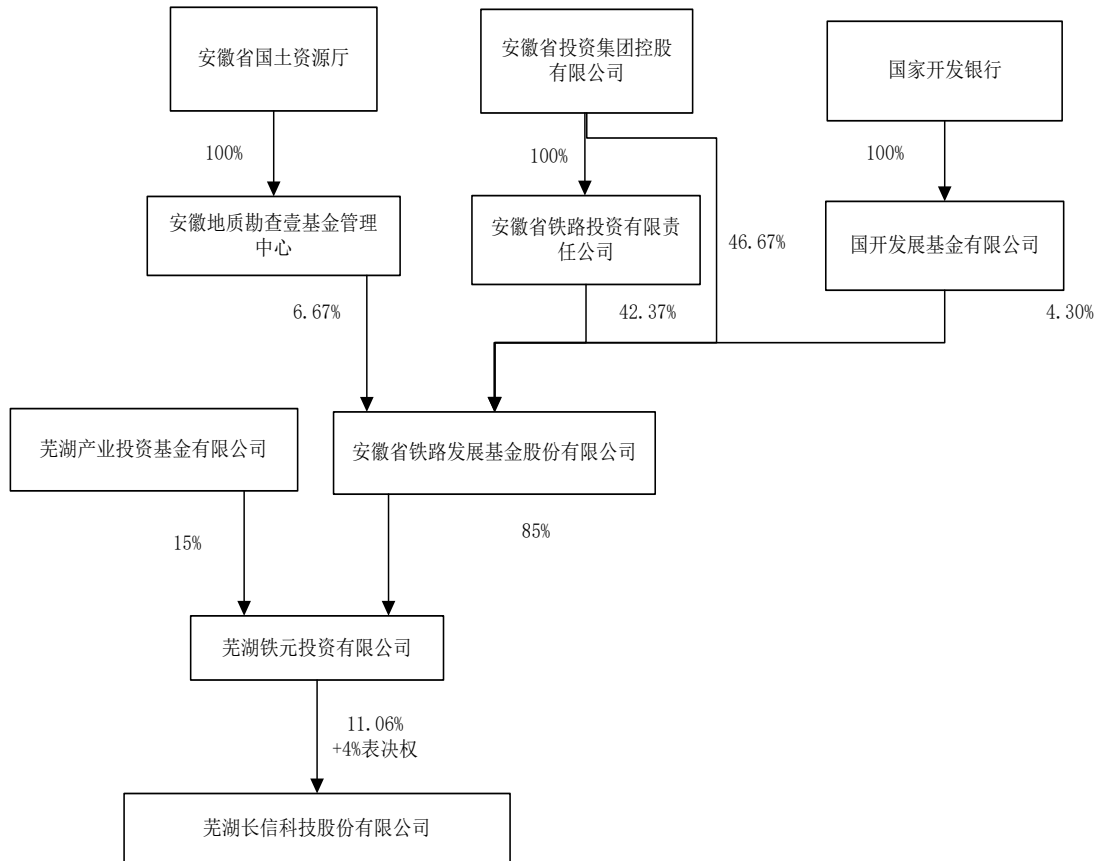 安徽省国土资源厅
安徽省投资集团控股
有限公司
国家开发银行
100%
100%
100%
安徽地质勘查壹基金管理
中心
安徽省铁路投资有限责
任公司
46.67%
国开发展基金有限公司
6.67%
42.37%
4.30%
芜湖产业投资基金有限公司
安徽省铁路发展基金股份有限公司
15%
85%
芜湖铁元投资有限公司
11.06%
+4%表决权
芜湖长信科技股份有限公司